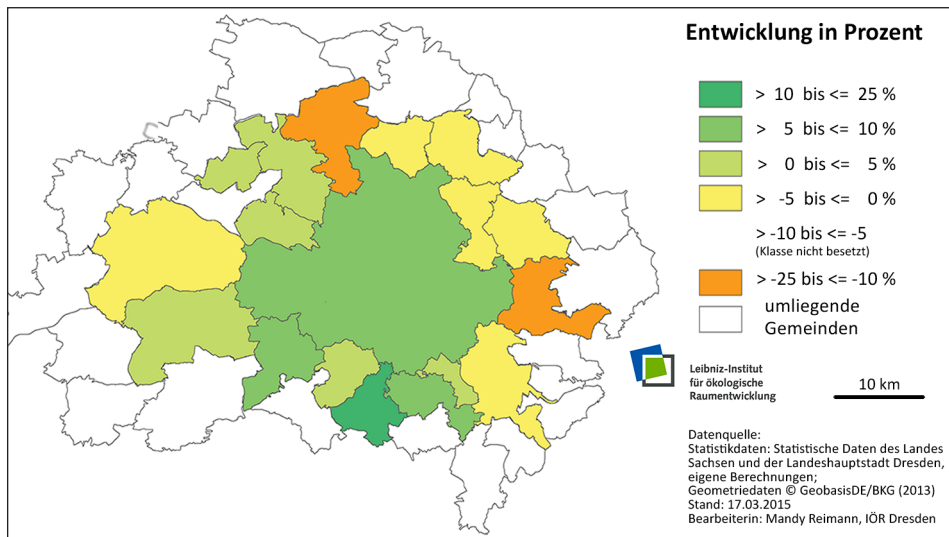 Entwicklung in Prozent
> 10 bis <= 25 %
> 5 bis <= 10 %
> 0 bis <= 5 %
> -5 bis <= 0 %
> -10 bis <= -5
(Klasse nicht besetzt)
> -25 bis <= -10 %
umliegende
Gemeinden
Leibniz-Institut
für ökologische
Raumentwicklung
10 km
Datenquelle:
Statistikdaten: Statistische Daten des Landes
Sachsen und der Landeshauptstadt Dresden,
eigene Berechnungen;
Geometriedaten © GeobasisDE/BKG (2013)
Stand: 17.03.2015
Bearbeiterin: Mandy Reimann, IÖR Dresden